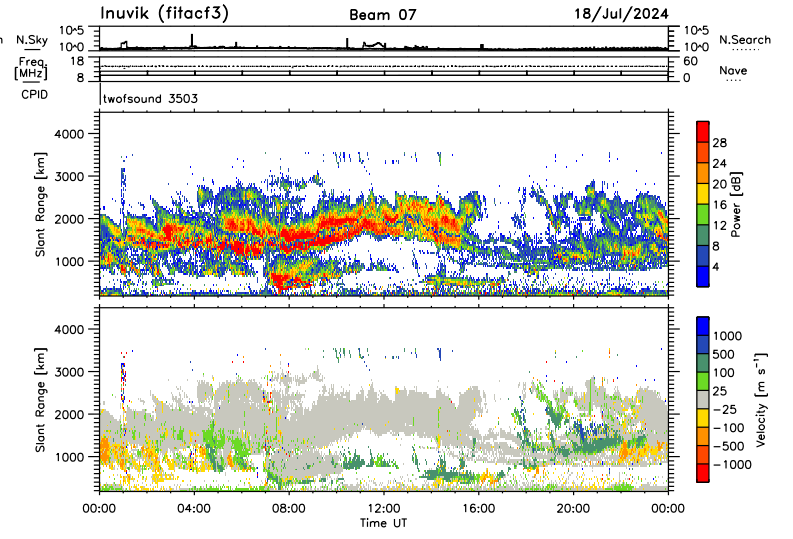 Inuvik (fitacf3) Beam 07 18/Jul/2024
h N.Sky 10^5 10^0 10^5 10^0 N.Search
Freq. [MHz] 18 8 60 0 Nave
CPID twofsound 3503
Slant Range [km] 4000 3000 2000 1000
28 24 20 16 12 8 4 Power [dB]
Slant Range [km] 4000 3000 2000 1000
1000 500 100 25 -25 -100 -500 -1000 Velocity [m s⁻¹]
00:00 04:00 08:00 12:00 16:00 20:00 00:00
Time UT